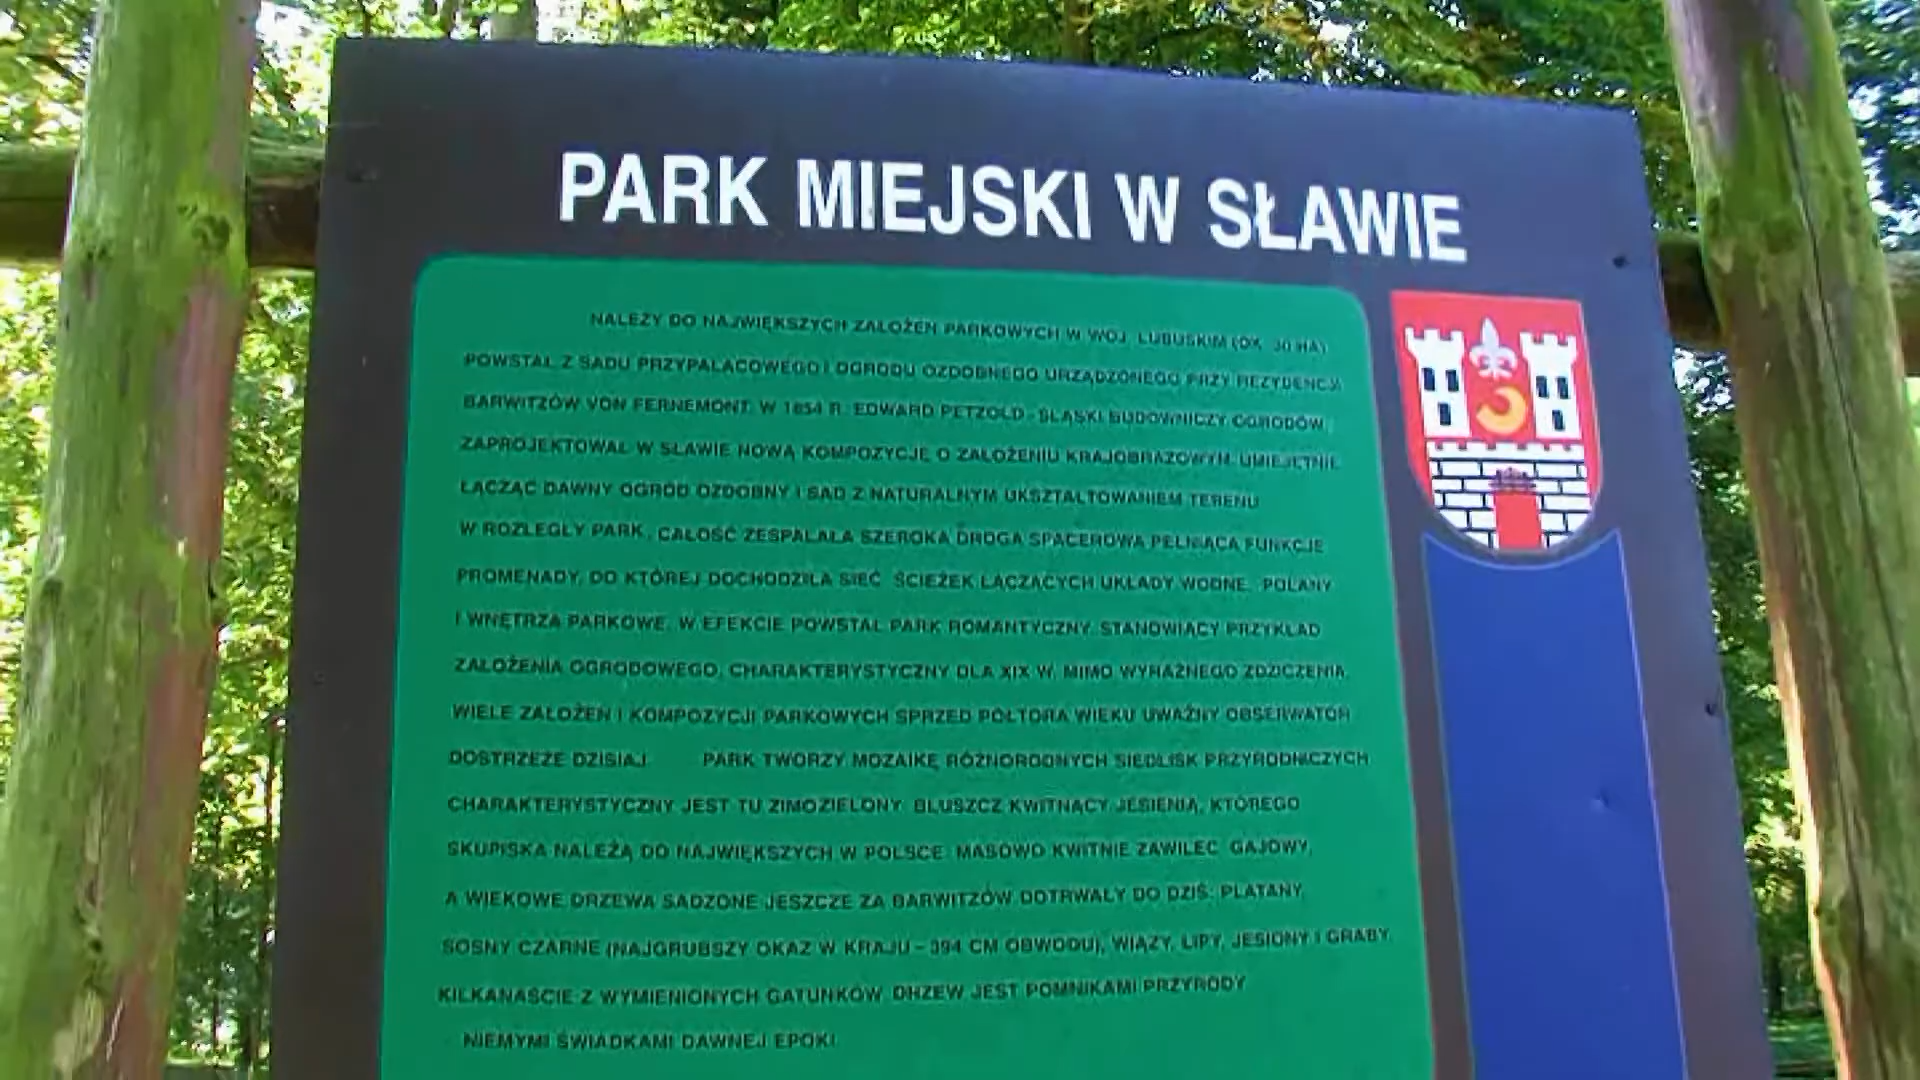 PARK MIEJSKI W SŁAWIE
NALEŻY DO NAJWIĘKSZYCH ZAŁOŻEŃ PARKOWYCH W WOJ. LUBUSKIM (OK. 30 HA)
POWSTAŁ Z SADU PRZYPAŁACOWEGO I OGRODU OZDOBNEGO URZĄDZONEGO PRZY REZYDENCJI
BARWITZÓW VON FERNEMONT. W 1854 R. EDWARD PETZOLD - ŚLĄSKI BUDOWNICZY OGRODÓW,
ZAPROJEKTOWAŁ W SŁAWIE NOWĄ KOMPOZYCJĘ O ZAŁOŻENIU KRAJOBRAZOWYM UMIEJĘTNIE
ŁĄCZĄC DAWNY OGRÓD OZDOBNY I SAD Z NATURALNYM UKSZTAŁTOWANIEM TERENU
W ROZLEGŁY PARK. CAŁOŚĆ ZESPALAŁA SZEROKA DROGA SPACEROWA PEŁNIĄCA FUNKCJE
PROMENADY, DO KTÓREJ DOCHODZIŁA SIEĆ ŚCIEŻEK ŁĄCZĄCYCH UKŁADY WODNE, POLANY
I WNĘTRZA PARKOWE. W EFEKCIE POWSTAŁ PARK ROMANTYCZNY STANOWIĄCY PRZYKŁAD
ZAŁOŻENIA OGRODOWEGO, CHARAKTERYSTYCZNY DLA XIX W. MIMO WYRAŹNEGO ZDZICZENIA
WIELE ZAŁOŻEŃ I KOMPOZYCJI PARKOWYCH SPRZED PÓŁTORA WIEKU UWAŻNY OBSERWATOR
DOSTRZEŻE DZISIAJ. PARK TWORZY MOZAIKĘ RÓŻNORODNYCH SIEDLISK PRZYRODNICZYCH
CHARAKTERYSTYCZNY JEST TU ZIMOZIELONY BLUSZCZ KWITNĄCY JESIENIĄ, KTÓREGO
SKUPISKA NALEŻĄ DO NAJWIĘKSZYCH W POLSCE. MASOWO KWITNIE ZAWILEC GAJOWY,
A WIEKOWE DRZEWA SADZONE JESZCZE ZA BARWITZÓW DOTRWAŁY DO DZIŚ: PLATANY,
SOSNY CZARNE (NAJGRUBSZY OKAZ W KRAJU - 394 CM OBWODU), WIĄZY, LIPY, JESIONY I GRABY.
KILKANAŚCIE Z WYMIENIONYCH GATUNKÓW DRZEW JEST POMNIKAMI PRZYRODY
NIEMYMI ŚWIADKAMI DAWNEJ EPOKI